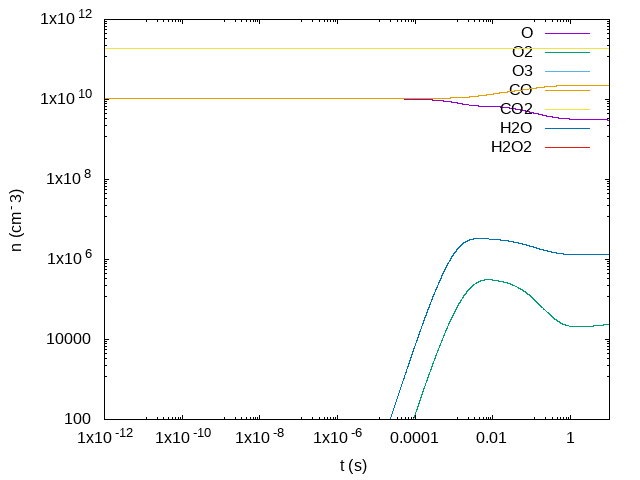 1x10^12
1x10^10
1x10^8
1x10^6
10000
100
n (cm^-3)
O
O2
O3
CO
CO2
H2O
H2O2
1x10^-12
1x10^-10
1x10^-8
1x10^-6
0.0001
0.01
1
t (s)